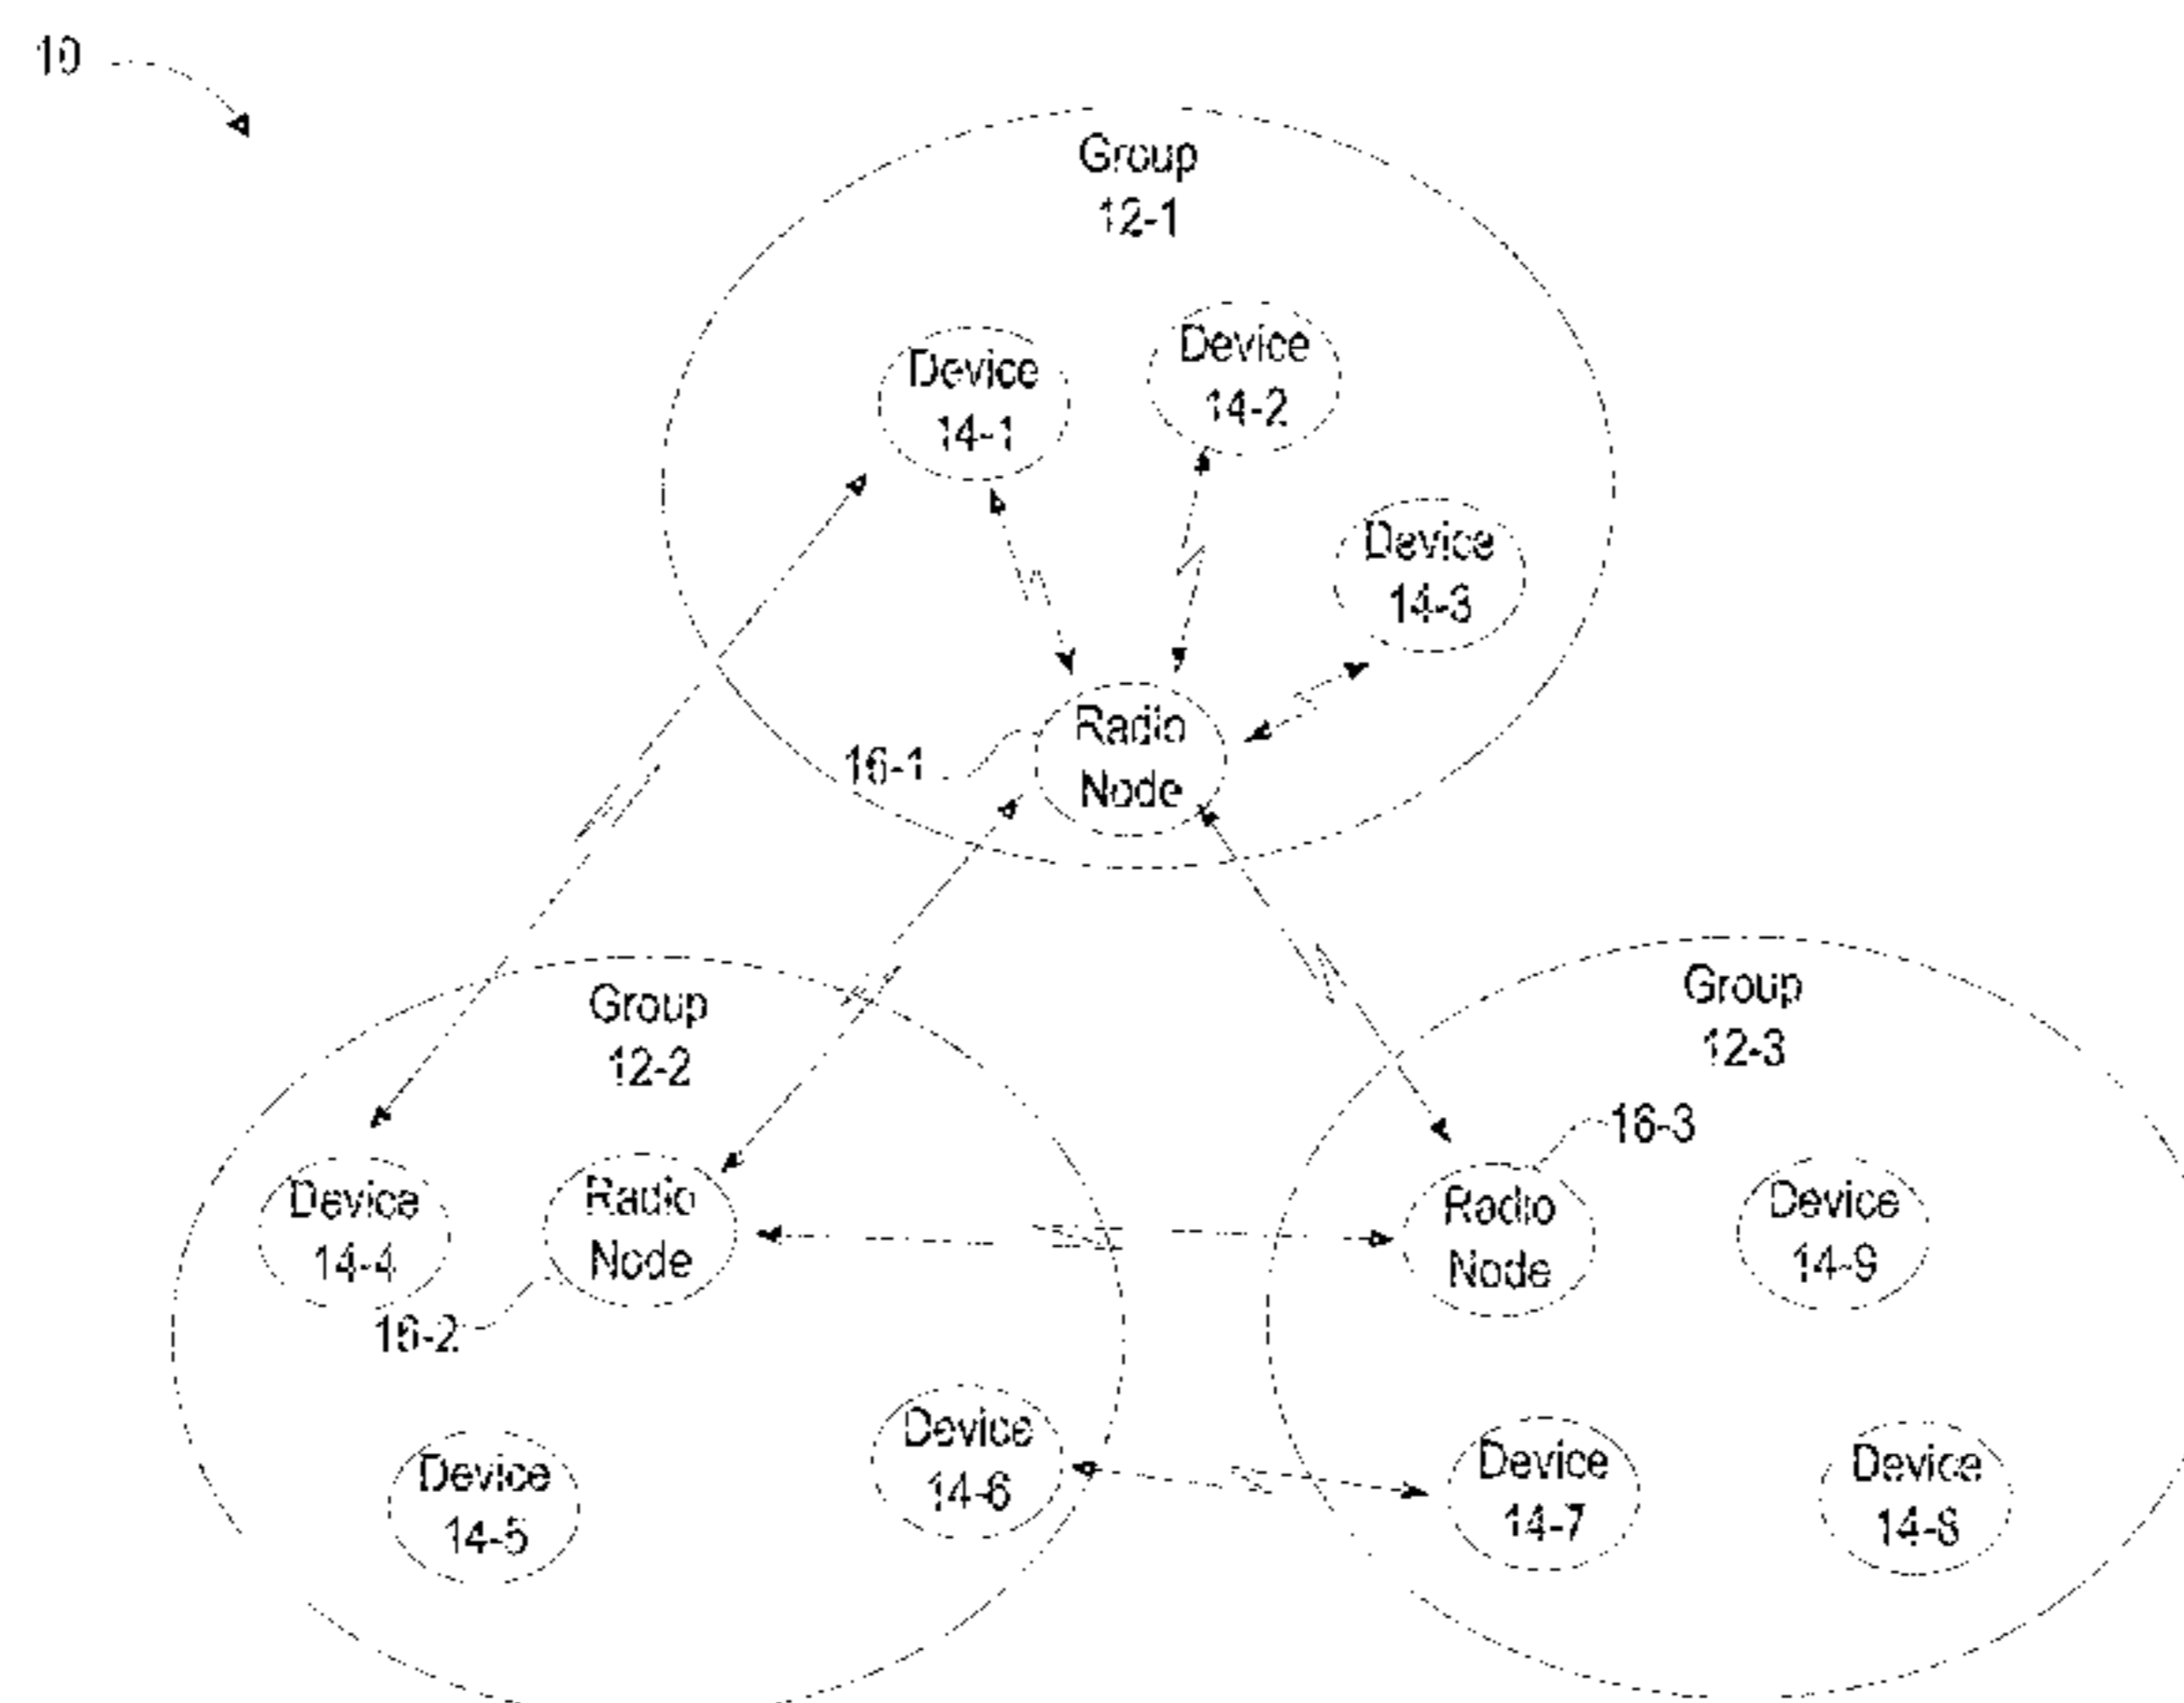 10
Group
12-1
Device
14-1
Device
14-2
Device
14-3
Radio
Node
16-1
Group
12-2
Group
12-3
16-3
Device
14-4
Radio
Node
16-2
Radio
Node
Device
14-9
Device
14-5
Device
14-6
Device
14-7
Device
14-8